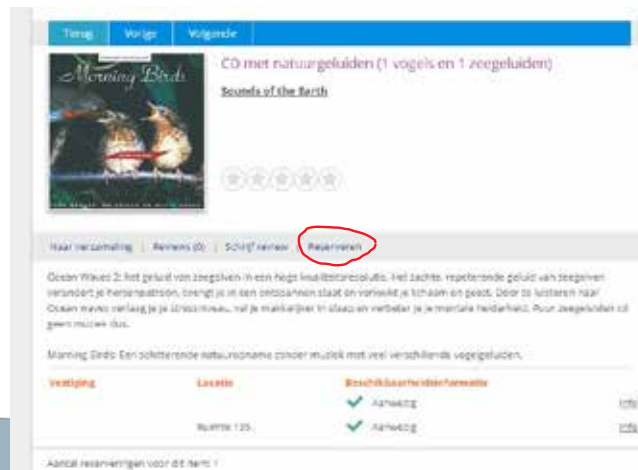 Terug Vorige Volgende
Morning Birds
CD met natuurgeluiden (1 vogels en 1 zeegeluiden)
Sounds of the Earth
Naar verzameling | Reviews (0) | Schrijf review | Reserveren
Ocean Waves 2: het geluid van zeegolven in een hoge kwaliteitsresolutie. Het zachte, repeterende geluid van zeegolven
verandert je hersenpatroon, brengt je in een ontspannen staat en verkwikt je lichaam en geest. Door te luisteren naar
Ocean waves verlaag je je stressniveau, val je makkelijker in slaap en verbeter je je mentale helderheid. Puur zeegeluiden cd
geen muziek dus.
Morning Birds: Een schitterende natuuropname zonder muziek met veel verschillende vogelgeluiden.
Vestiging Locatie Beschikbaarheidsinformatie
Aanwezig Info
Ruimte 135 Aanwezig Info
Aantal reserveringen voor dit item: 1